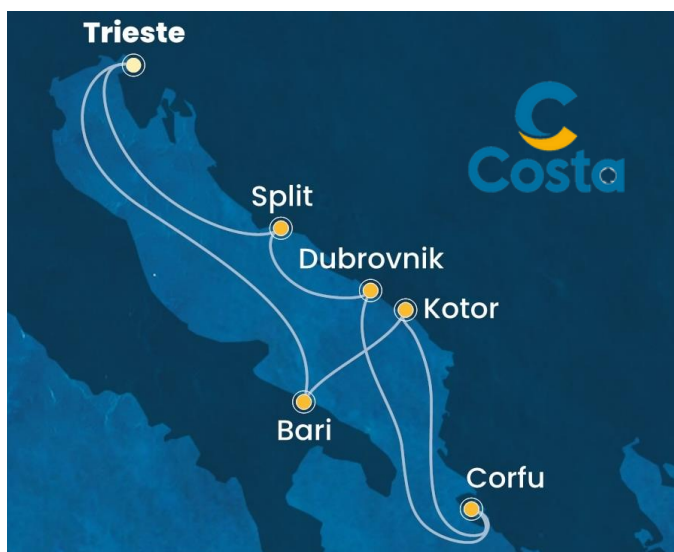 Trieste
Costa
Split
Dubrovnik
Kotor
Bari
Corfu